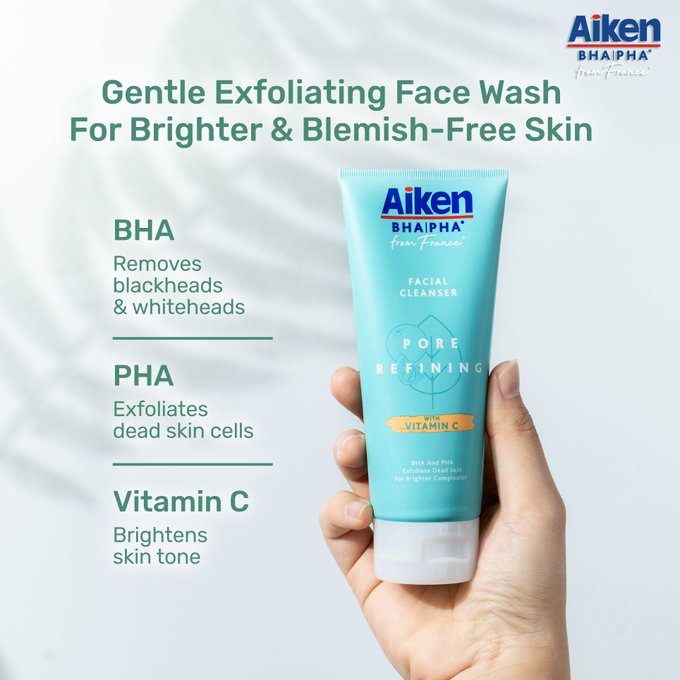 Aiken
BHA|PHA*
from France*
Gentle Exfoliating Face Wash
For Brighter & Blemish-Free Skin
BHA
Removes
blackheads
& whiteheads
PHA
Exfoliates
dead skin cells
Vitamin C
Brightens
skin tone
Aiken
BHA|PHA*
from France*
FACIAL
CLEANSER
PORE
REFINING
WITH
VITAMIN C
BHA And PHA
Exfoliate Dead Skin
For Brighter Complexion